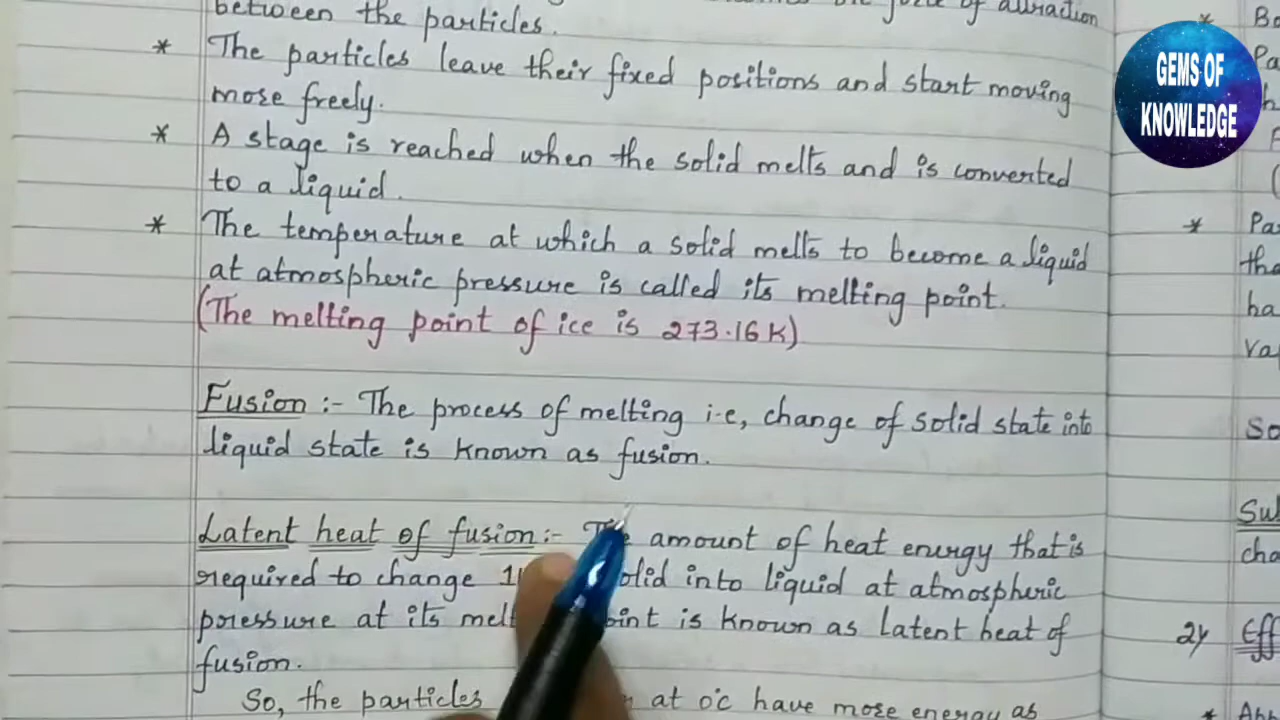 between the particles. of attraction
* The particles leave their fixed positions and start moving
more freely.
* A stage is reached when the solid melts and is converted
to a liquid.
* The temperature at which a solid melts to become a liquid
at atmospheric pressure is called its melting point.
(The melting point of ice is 273.16K)
Fusion :- The process of melting i.e, change of solid state into
liquid state is known as fusion.
Latent heat of fusion :- The amount of heat energy that is
required to change solid into liquid at atmospheric
pressure at its is known as latent heat of
fusion.
So, the particles at 0°C have more energy as
GEMS OF
KNOWLEDGE
*
2)